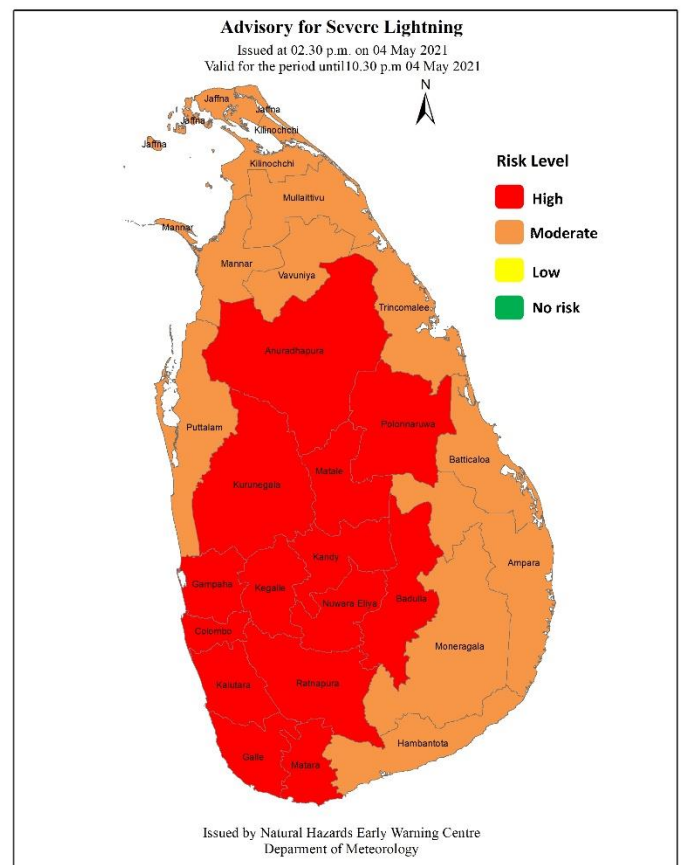 Advisory for Severe Lightning
Issued at 02.30 p.m. on 04 May 2021
Valid for the period until10.30 p.m 04 May 2021
N
Jaffna
Jaffna
Jaffna
Kilinochchi
Jaffna
Kilinochchi
Mullaittivu
Mannar
Mannar
Vavuniya
Trincomalee
Anuradhapura
Puttalam
Polonnaruwa
Batticaloa
Kurunegala
Matale
Kandy
Ampara
Gampaha
Kegalle
Nuwara Eliya
Badulla
Colombo
Moneragala
Kalutara
Ratnapura
Hambantota
Galle
Matara
Risk Level
High
Moderate
Low
No risk
Issued by Natural Hazards Early Warning Centre
Deparment of Meteorology